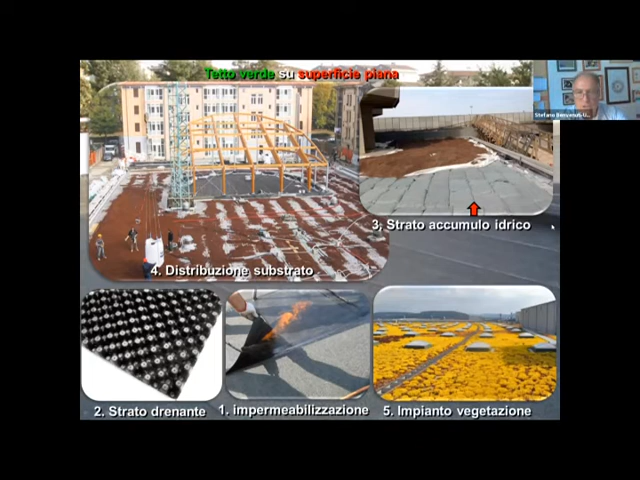 Tetto verde su superficie piana
3. Strato accumulo idrico
4. Distribuzione substrato
2. Strato drenante
1. impermeabilizzazione
5. Impianto vegetazione